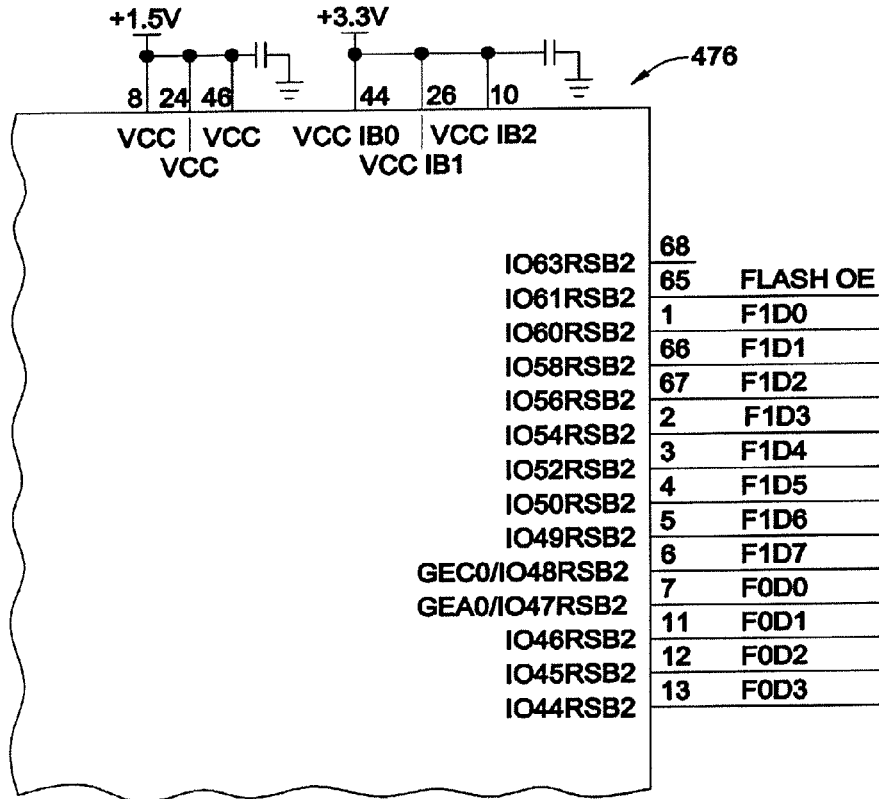 +1.5V +3.3V
476
8 24 46 44 26 10
VCC VCC VCC IB0 VCC IB2
VCC VCC IB1
68
IO63RSB2
65 FLASH OE
IO61RSB2
1 F1D0
IO60RSB2
66 F1D1
IO58RSB2
67 F1D2
IO56RSB2
2 F1D3
IO54RSB2
3 F1D4
IO52RSB2
4 F1D5
IO50RSB2
5 F1D6
IO49RSB2
6 F1D7
GEC0/IO48RSB2
7 F0D0
GEA0/IO47RSB2
11 F0D1
IO46RSB2
12 F0D2
IO45RSB2
13 F0D3
IO44RSB2